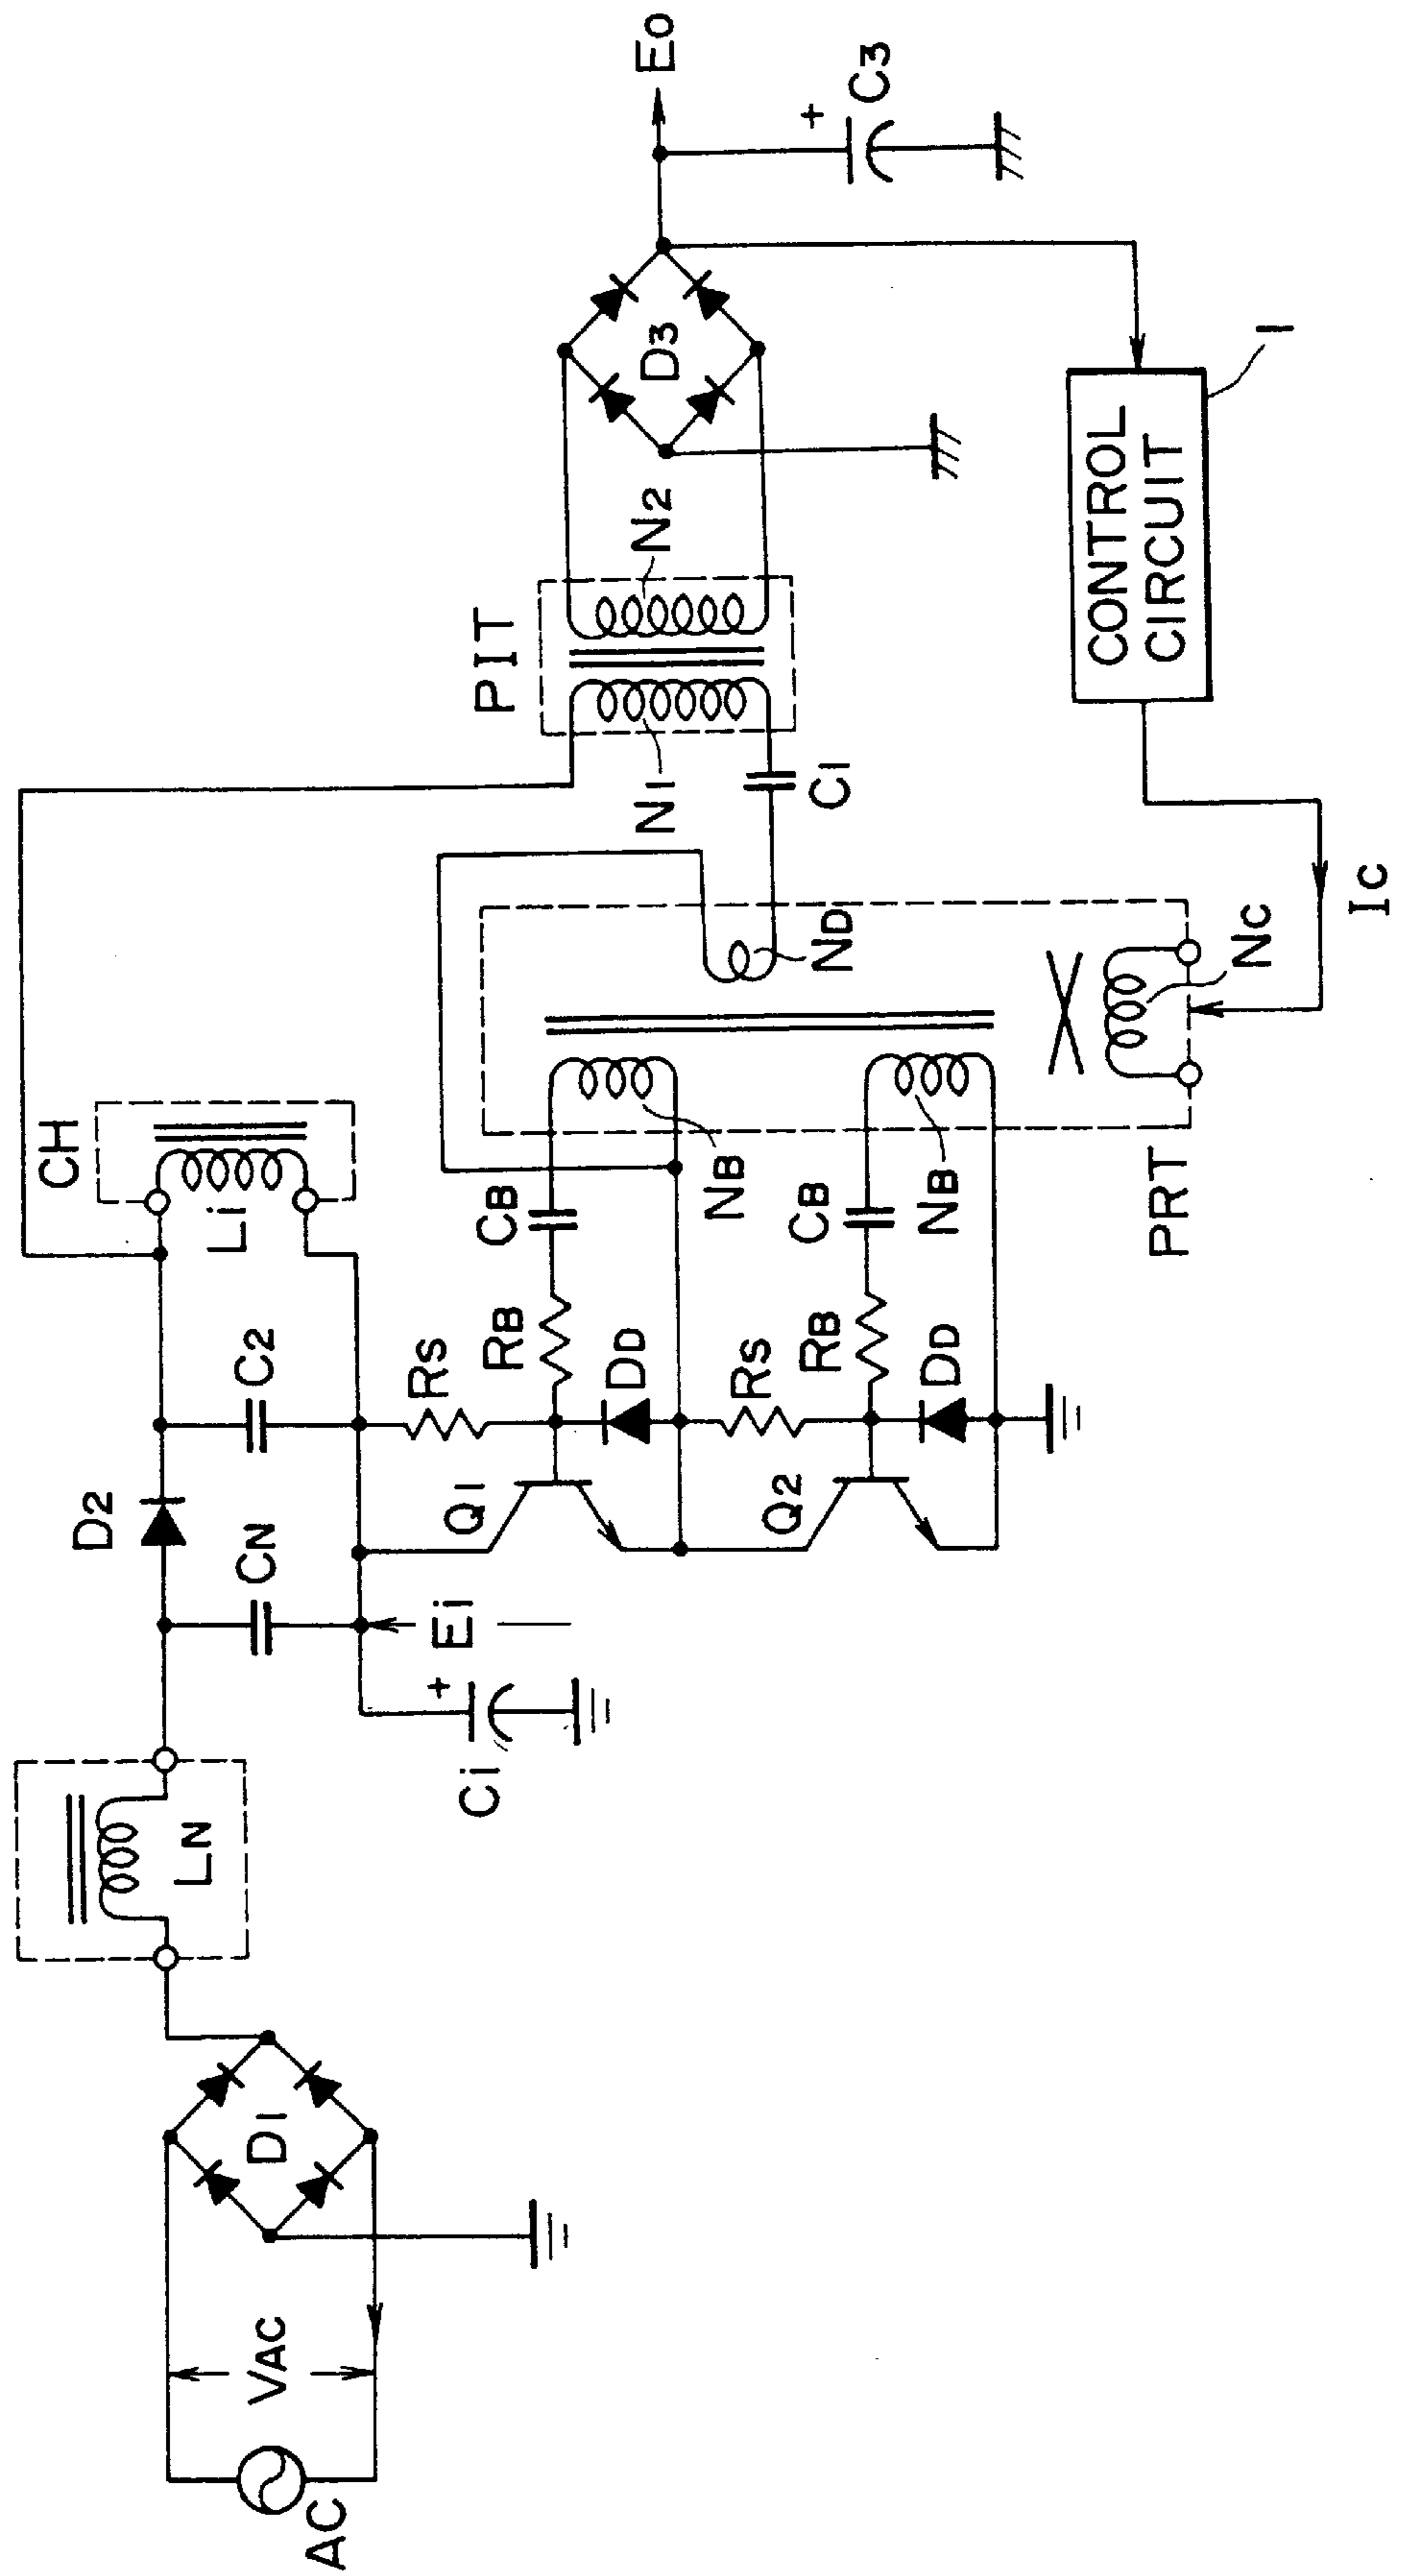 AC
VAC
D1
LN
Ci
+
Ei
CN
D2
C2
CH
Li
Q1
RS
RB
CB
DD
NB
Q2
RS
RB
CB
DD
NB
PRT
ND
NC
IC
C1
N1
PIT
N2
D3
CONTROL
CIRCUIT
1
EO
+
C3